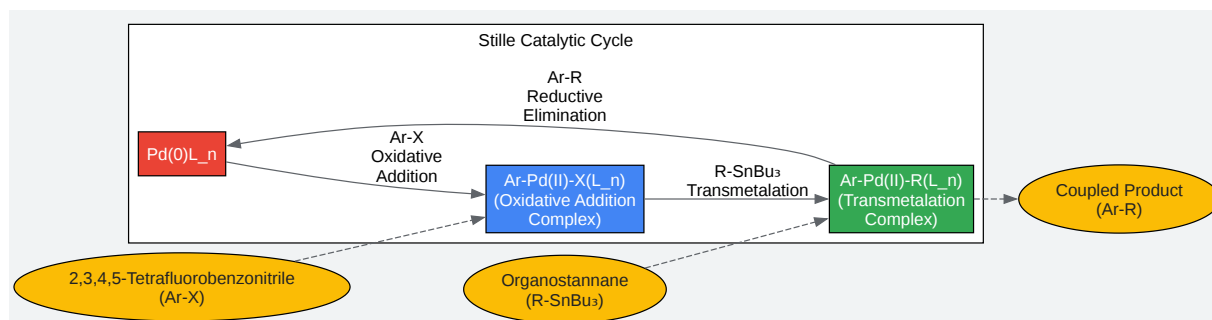 Stille Catalytic Cycle
Ar-R
Reductive
Elimination
Pd(0)L_n
Ar-X
Oxidative
Addition
Ar-Pd(II)-X(L_n)
(Oxidative Addition
Complex)
R-SnBu₃
Transmetalation
Ar-Pd(II)-R(L_n)
(Transmetalation
Complex)
Coupled Product
(Ar-R)
2,3,4,5-Tetrafluorobenzonitrile
(Ar-X)
Organostannane
(R-SnBu₃)